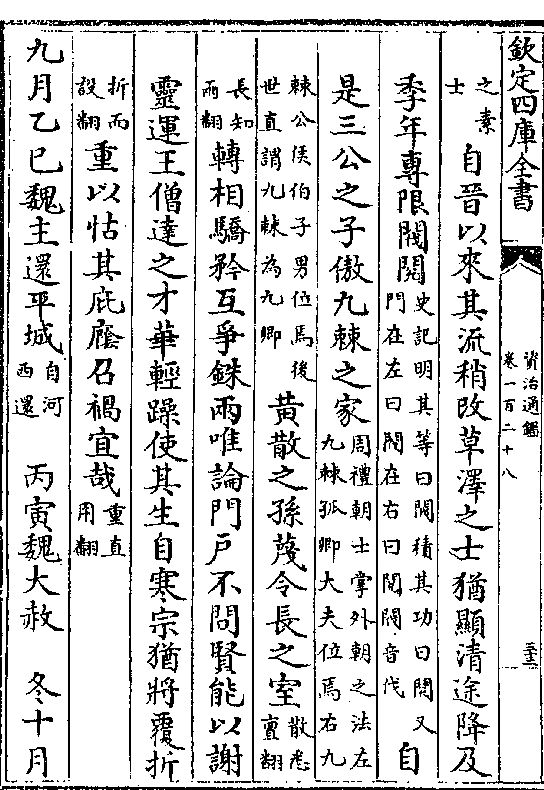 欽定四庫全書
資治通鑑
卷一百二十八
之素士自晉以來其流稍改草澤之士猶顯清途降及
季年專限閥閱史記明其等曰閥積其功曰閱又門在左曰閥在右曰閱閥音伐自
是三公之子傲九棘之家周禮朝士掌外朝之法左九棘孤卿大夫位焉右九
棘公侯伯子男位焉後世直謂九棘為九卿黄散之孫蔑令長之室散悉亶翻
長知兩翻轉相驕矜互爭銖兩唯論門戶不問賢能以謝
靈運王僧達之才華輕躁使其生自寒宗猶將覆折
折而設翻重以怙其庇廕召禍宜哉重直用翻
九月乙巳魏主還平城自河西還 丙寅魏大赦 冬十月